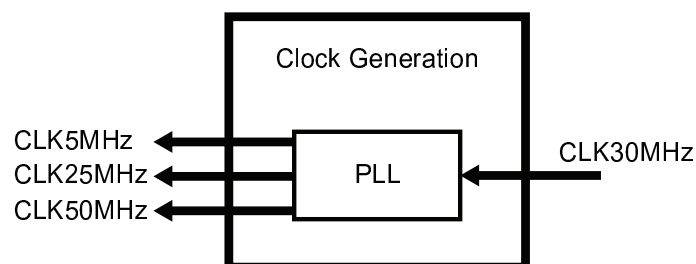 Clock Generation
CLK5MHz
CLK25MHz
CLK50MHz
PLL
CLK30MHz